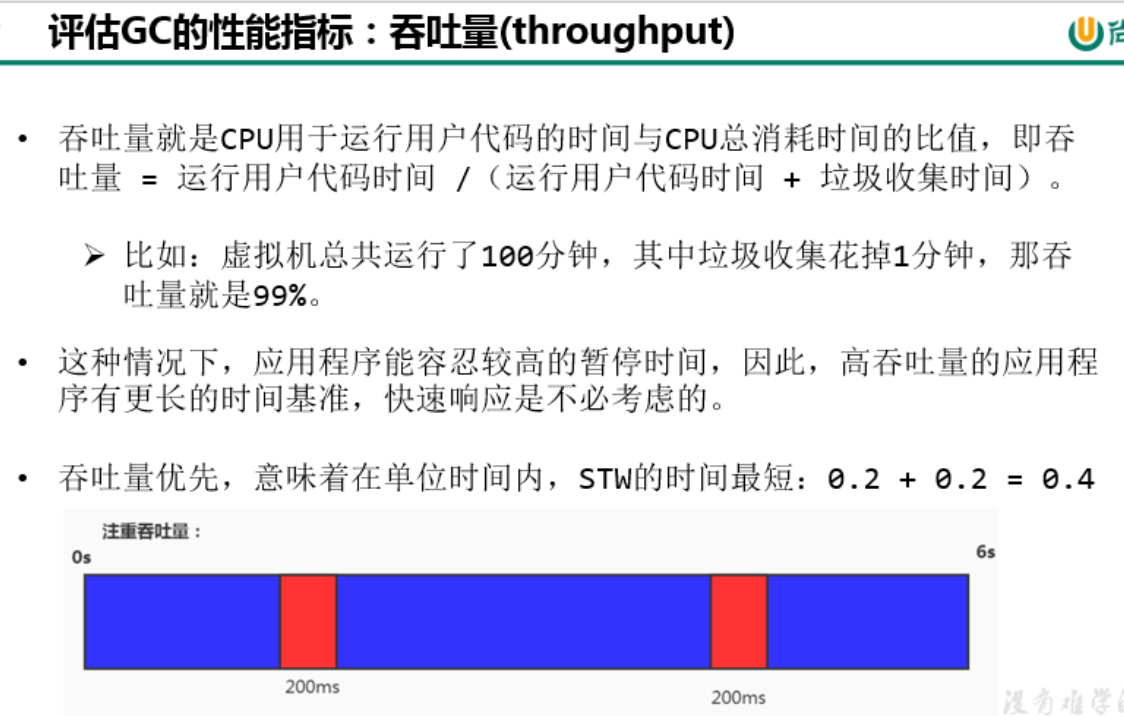 评估GC的性能指标：吞吐量(throughput)
• 吞吐量就是CPU用于运行用户代码的时间与CPU总消耗时间的比值，即吞
吐量 = 运行用户代码时间 /（运行用户代码时间 + 垃圾收集时间）。
➢ 比如：虚拟机总共运行了100分钟，其中垃圾收集花掉1分钟，那吞
吐量就是99%。
• 这种情况下，应用程序能容忍较高的暂停时间，因此，高吞吐量的应用程
序有更长的时间基准，快速响应是不必考虑的。
• 吞吐量优先，意味着在单位时间内，STW的时间最短：0.2 + 0.2 = 0.4
注重吞吐量：
0s
6s
200ms
200ms
没有难学